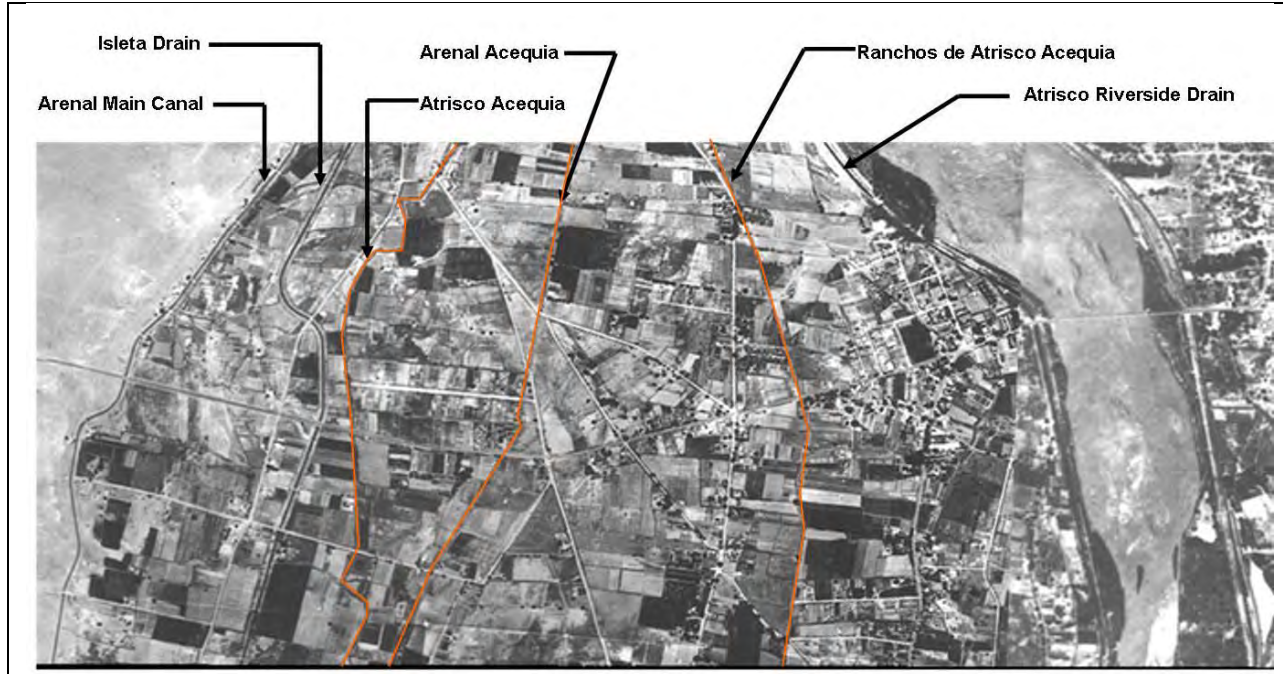 Isleta Drain
Arenal Acequia
Ranchos de Atrisco Acequia
Arenal Main Canal
Atrisco Acequia
Atrisco Riverside Drain